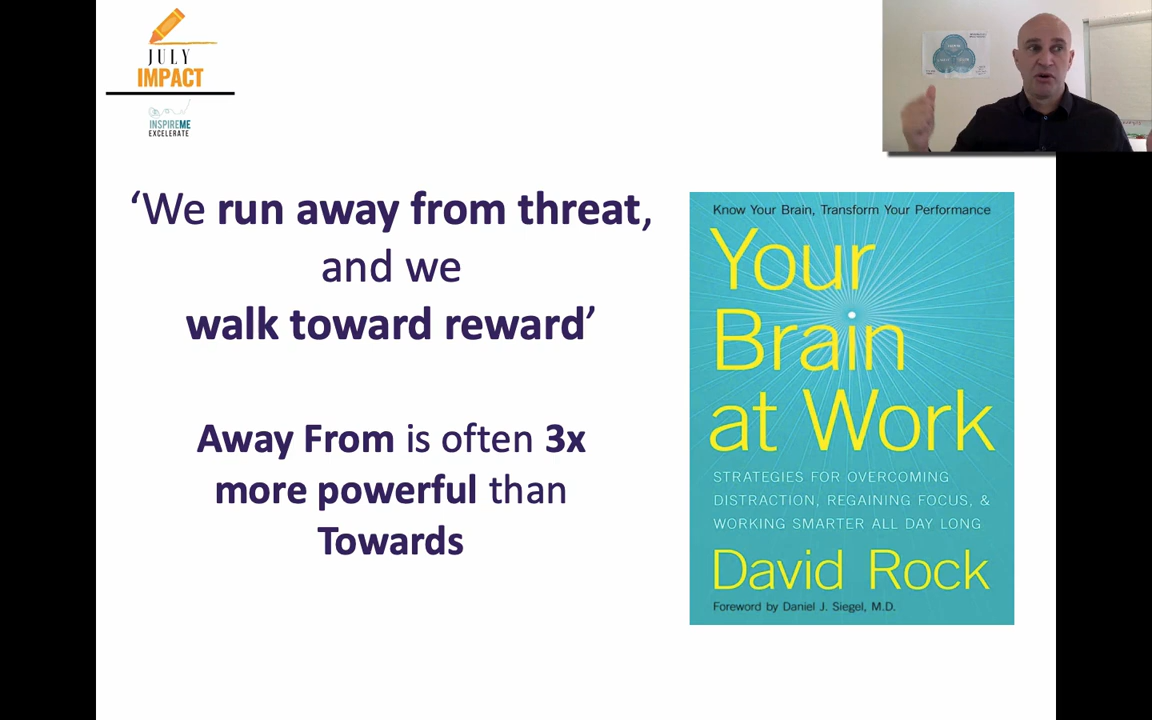 JULY
IMPACT
INSPIREME
EXCELERATE
‘We run away from threat,
and we
walk toward reward’
Away From is often 3x
more powerful than
Towards
Know Your Brain, Transform Your Performance
Your
Brain
at Work
STRATEGIES FOR OVERCOMING
DISTRACTION, REGAINING FOCUS, &
WORKING SMARTER ALL DAY LONG
David Rock
Foreword by Daniel J. Siegel, M.D.